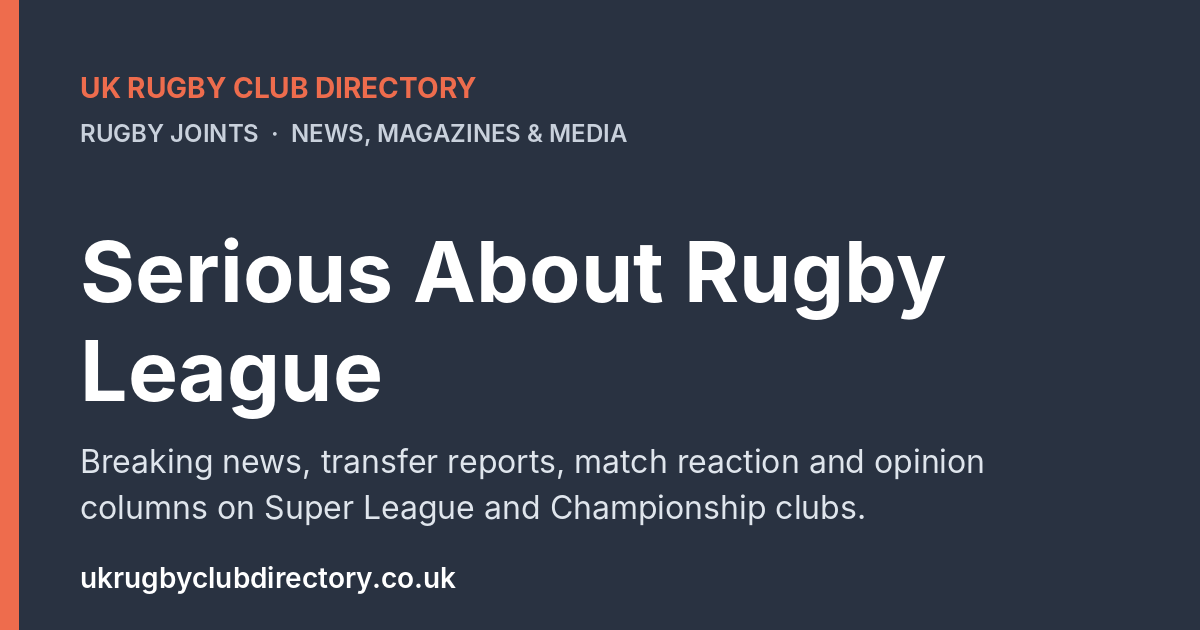 UK RUGBY CLUB DIRECTORY
RUGBY JOINTS · NEWS, MAGAZINES & MEDIA
Serious About Rugby
League
Breaking news, transfer reports, match reaction and opinion
columns on Super League and Championship clubs.
ukrugbyclubdirectory.co.uk